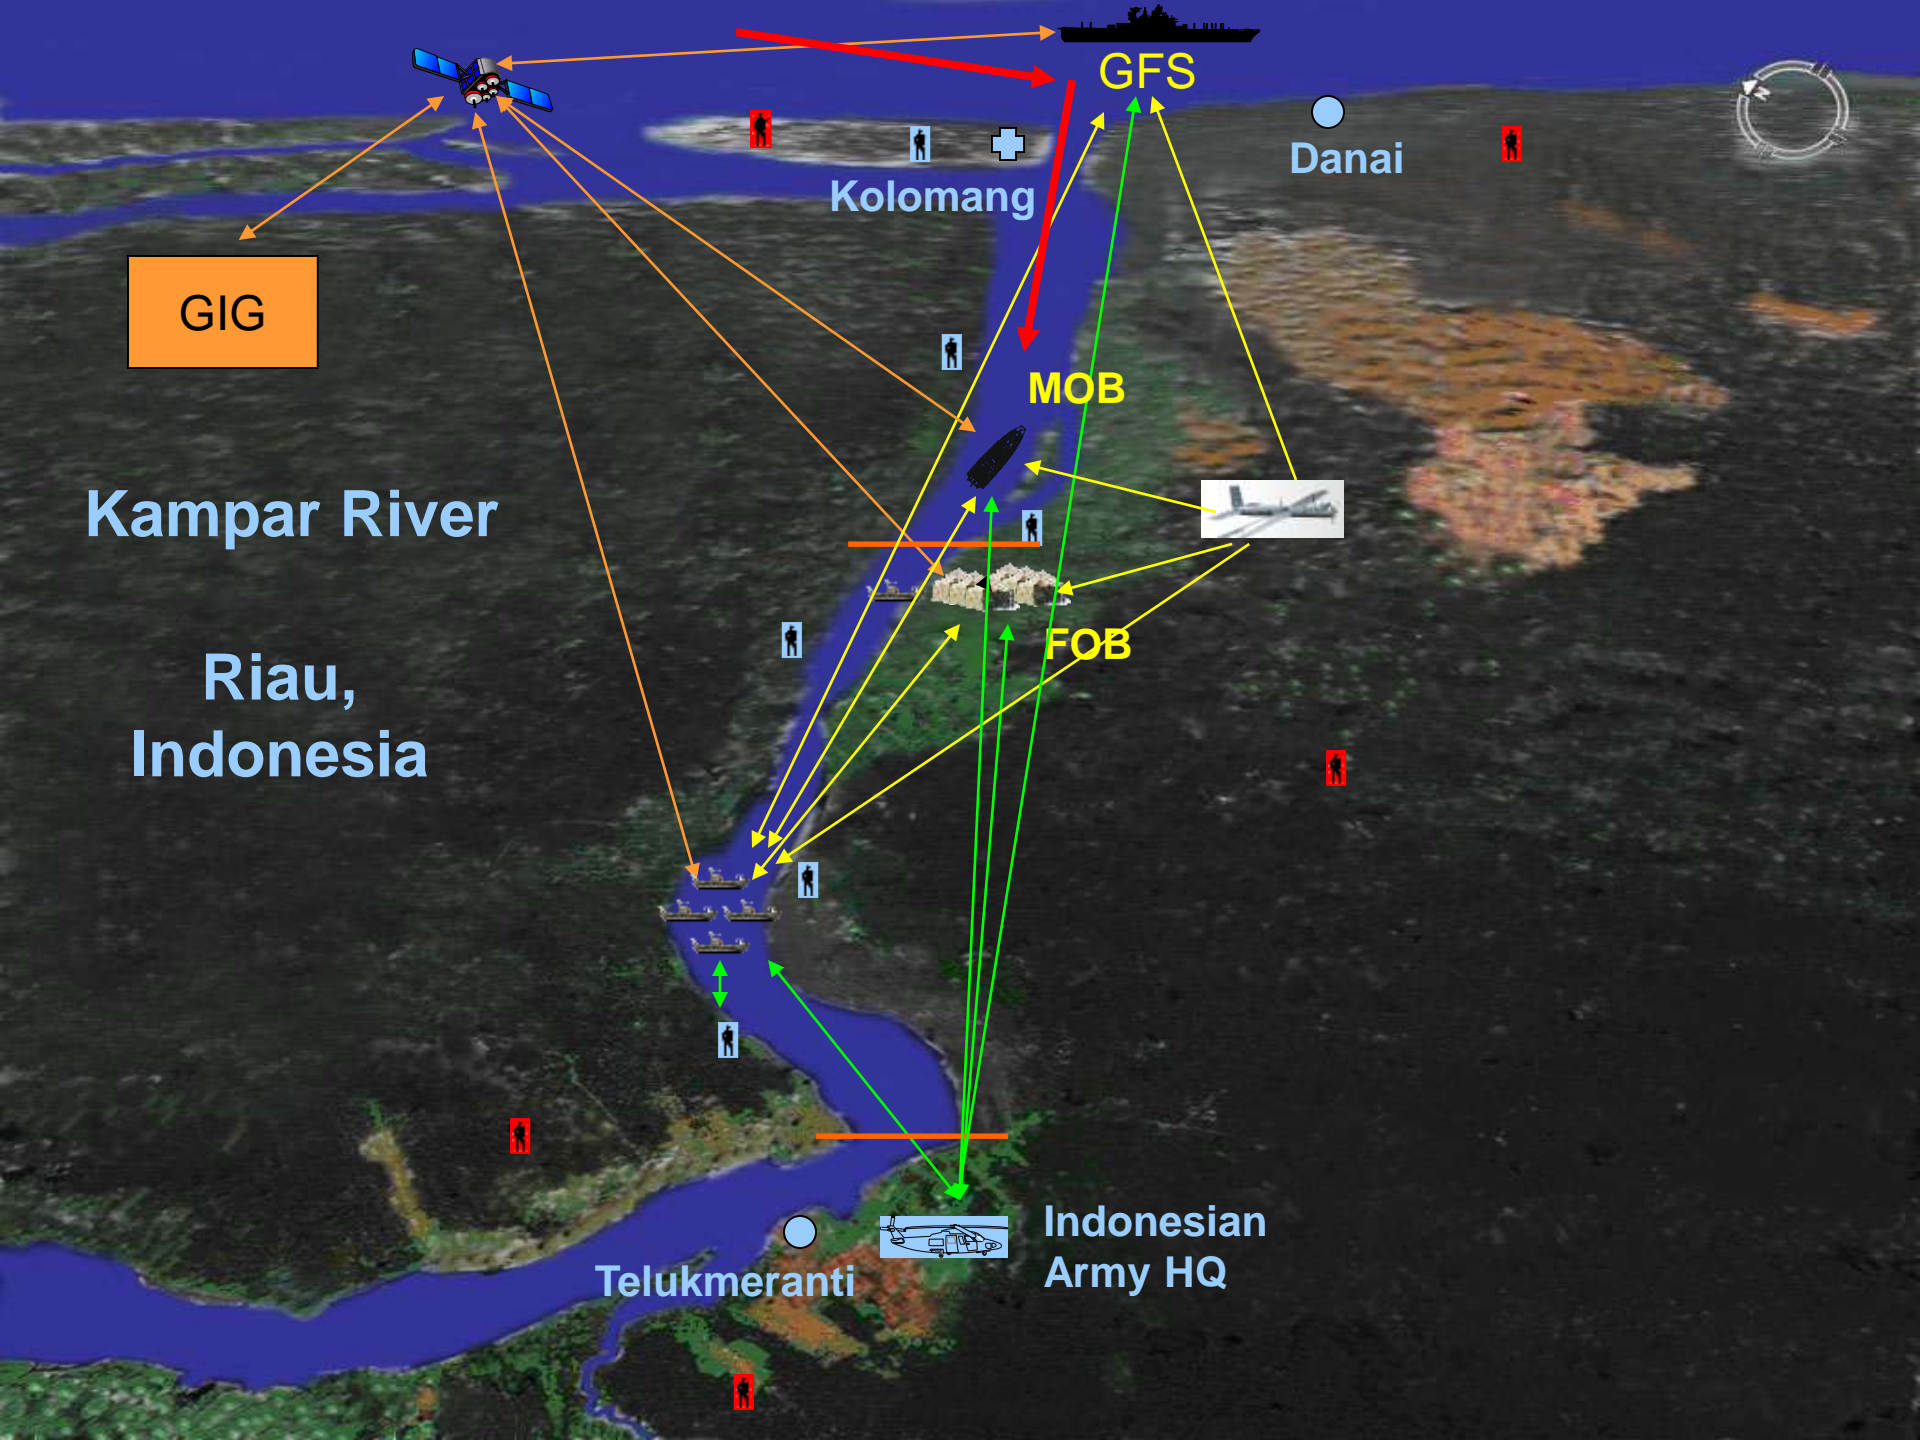 GFS
Danai
Kolomang
GIG
MOB
Kampar River
FOB
Riau,
Indonesia
Indonesian
Army HQ
Telukmeranti
N